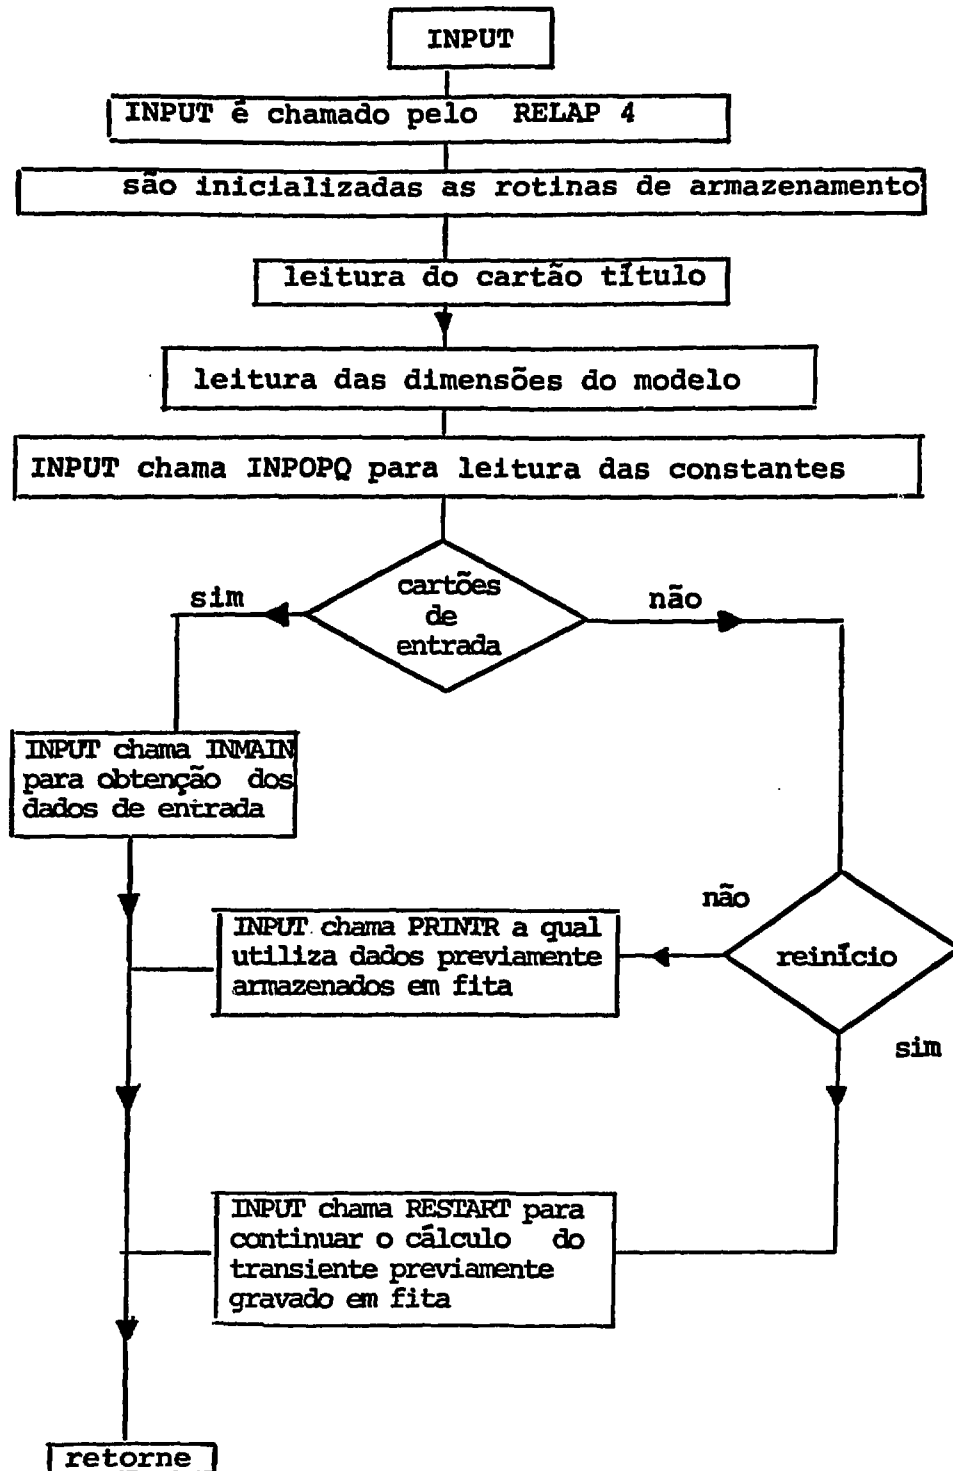 INPUT
INPUT é chamado pelo RELAP 4
são inicializadas as rotinas de armazenamento
leitura do cartão título
leitura das dimensões do modelo
INPUT chama INPOPQ para leitura das constantes
cartões
de
entrada
sim
não
INPUT chama INMAIN
para obtenção dos
dados de entrada
não
reinício
sim
INPUT chama PRINTR a qual
utiliza dados previamente
armazenados em fita
INPUT chama RESTART para
continuar o cálculo do
transiente previamente
gravado em fita
retorne